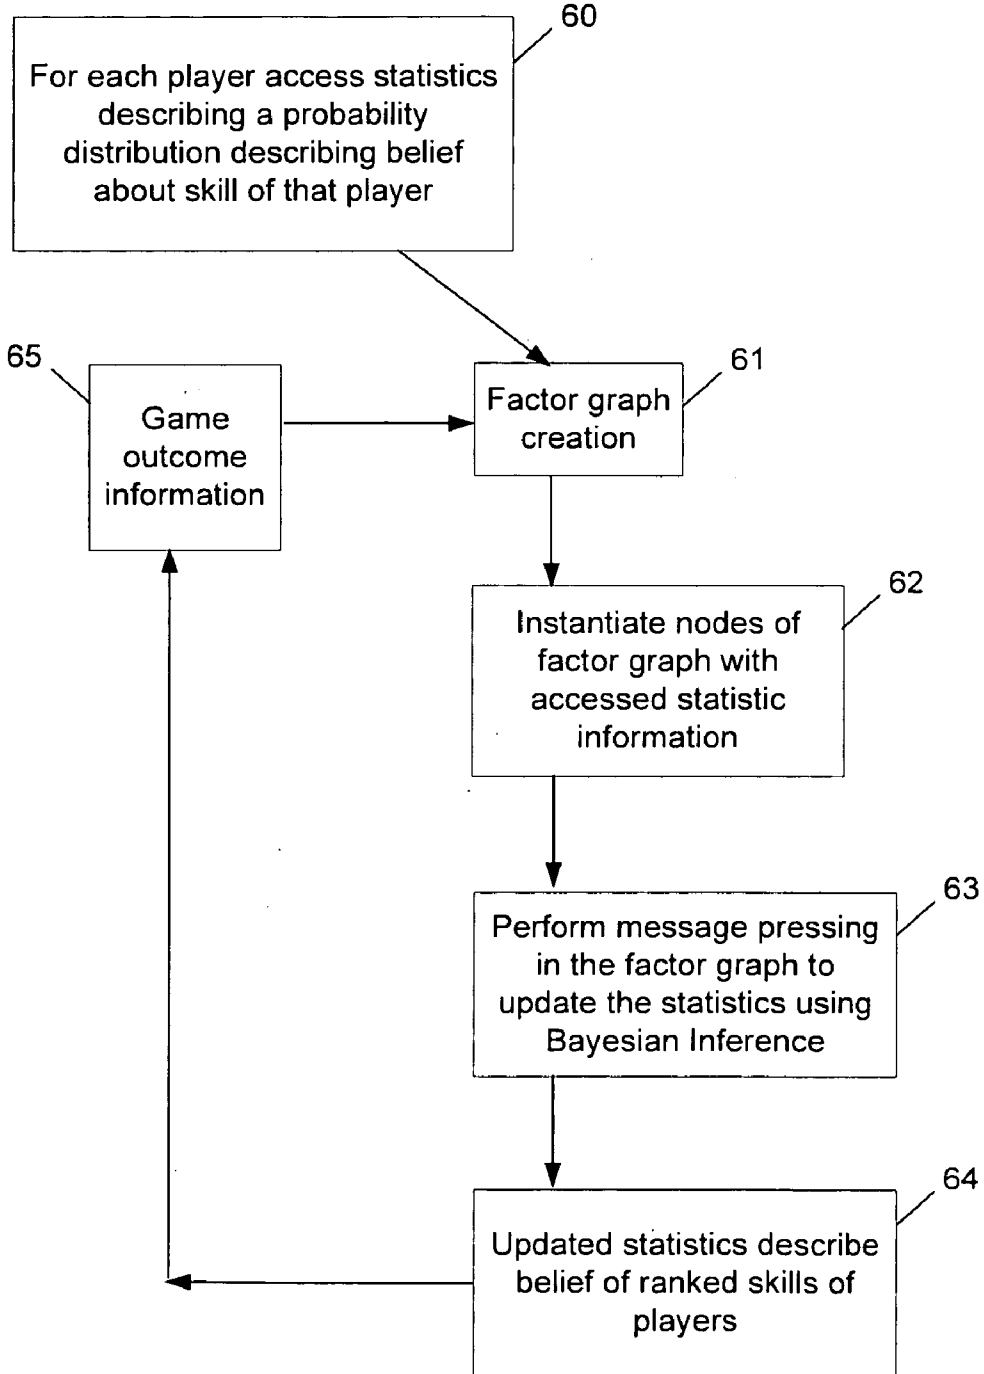 60
For each player access statistics
describing a probability
distribution describing belief
about skill of that player
65
61
Game
outcome
information
Factor graph
creation
62
Instantiate nodes of
factor graph with
accessed statistic
information
63
Perform message pressing
in the factor graph to
update the statistics using
Bayesian Inference
64
Updated statistics describe
belief of ranked skills of
players